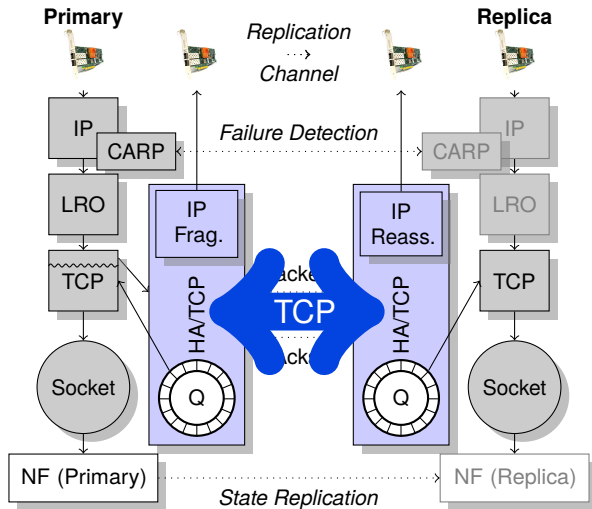 Primary
Replication
Channel
Replica
IP
CARP
Failure Detection
CARP
IP
LRO
IP
Frag.
IP
Reass.
LRO
TCP
HA/TCP
TCP
HA/TCP
TCP
Socket
Q
Q
Socket
NF (Primary)
State Replication
NF (Replica)